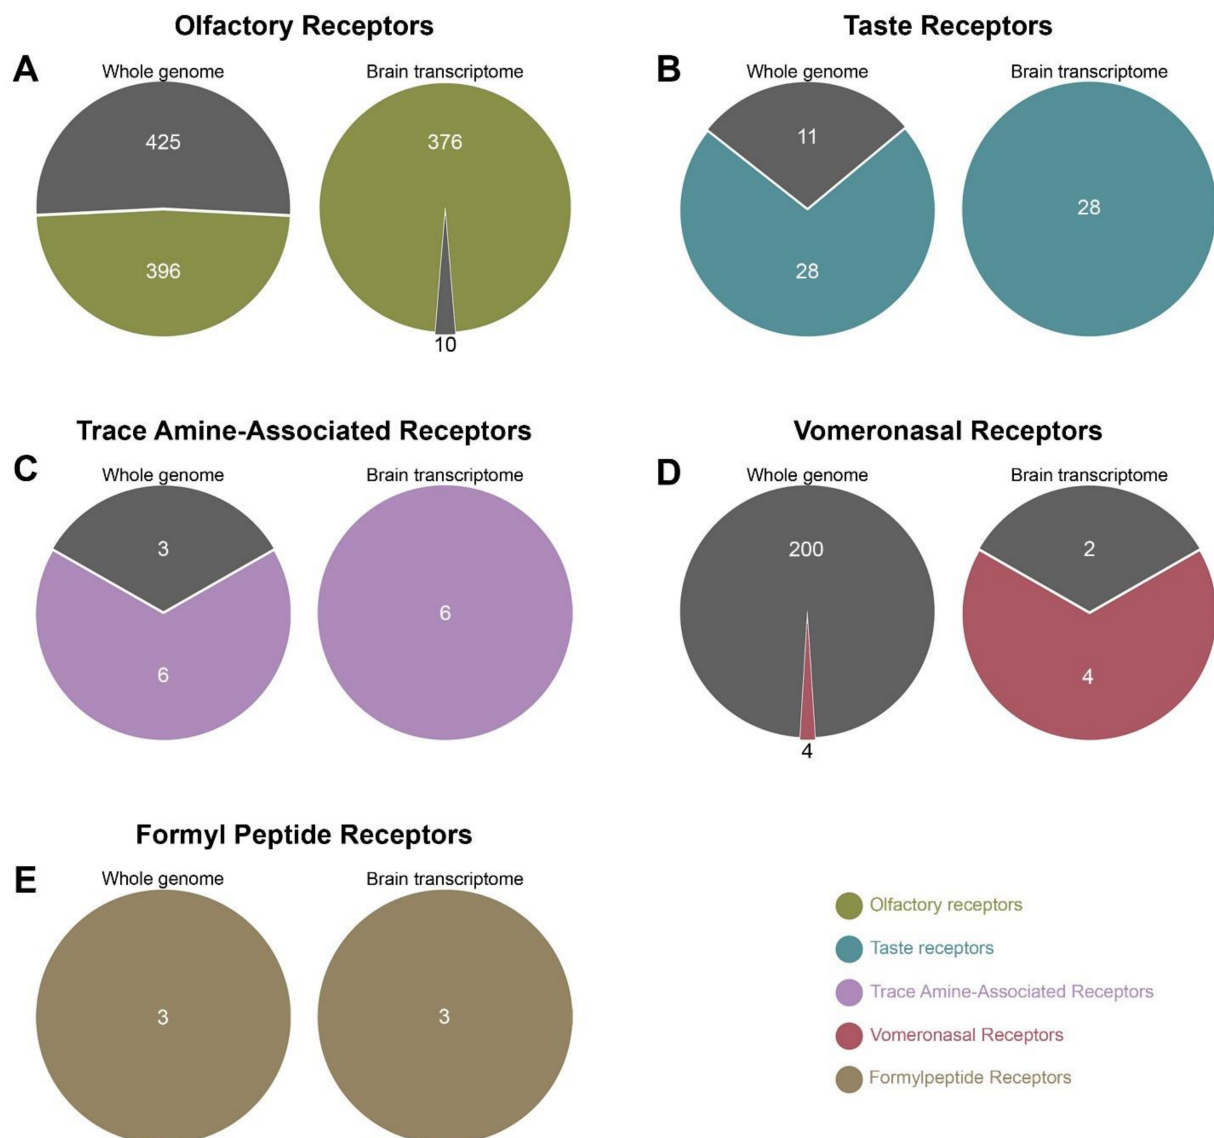 Olfactory Receptors
A
Whole genome
Brain transcriptome
425
396
376
10
Taste Receptors
B
Whole genome
Brain transcriptome
11
28
28
Trace Amine-Associated Receptors
C
Whole genome
Brain transcriptome
3
6
6
Vomeronasal Receptors
D
Whole genome
Brain transcriptome
200
4
2
4
Formyl Peptide Receptors
E
Whole genome
Brain transcriptome
3
3
Olfactory receptors
Taste receptors
Trace Amine-Associated Receptors
Vomeronasal Receptors
Formylpeptide Receptors